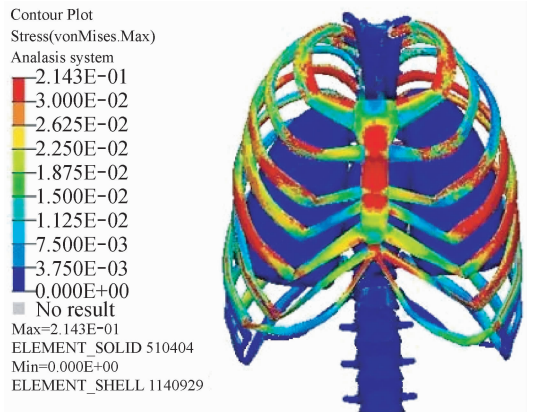 Contour Plot
Stress(vonMises.Max)
Analasis system
2.143E-01
3.000E-02
2.625E-02
2.250E-02
1.875E-02
1.500E-02
1.125E-02
7.500E-03
3.750E-03
0.000E+00
No result
Max=2.143E-01
ELEMENT_SOLID 510404
Min=0.000E+00
ELEMENT_SHELL 1140929